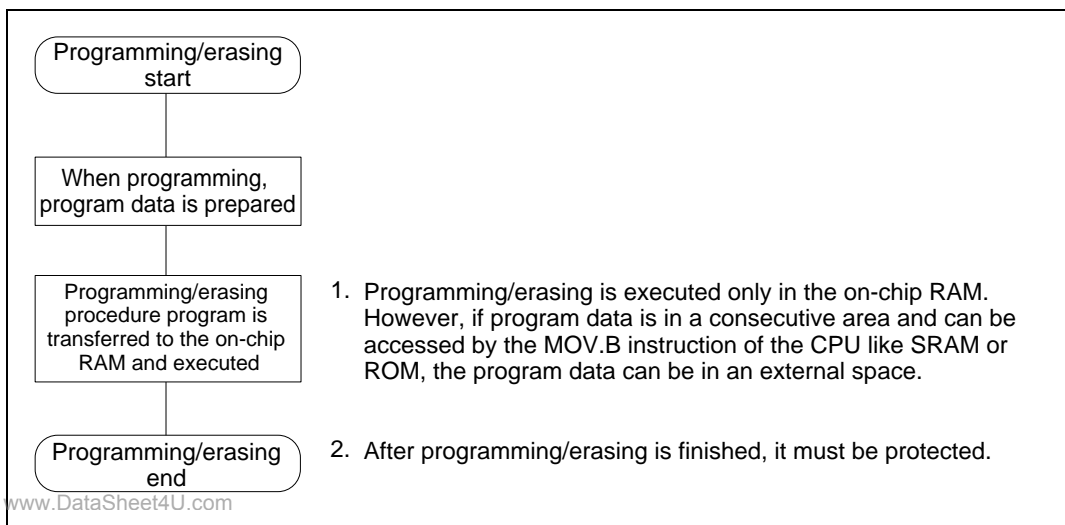 Programming/erasing
start
When programming,
program data is prepared
Programming/erasing
procedure program is
transferred to the on-chip
RAM and executed
1. Programming/erasing is executed only in the on-chip RAM.
However, if program data is in a consecutive area and can be
accessed by the MOV.B instruction of the CPU like SRAM or
ROM, the program data can be in an external space.
Programming/erasing
end
2. After programming/erasing is finished, it must be protected.
www.DataSheet4U.com